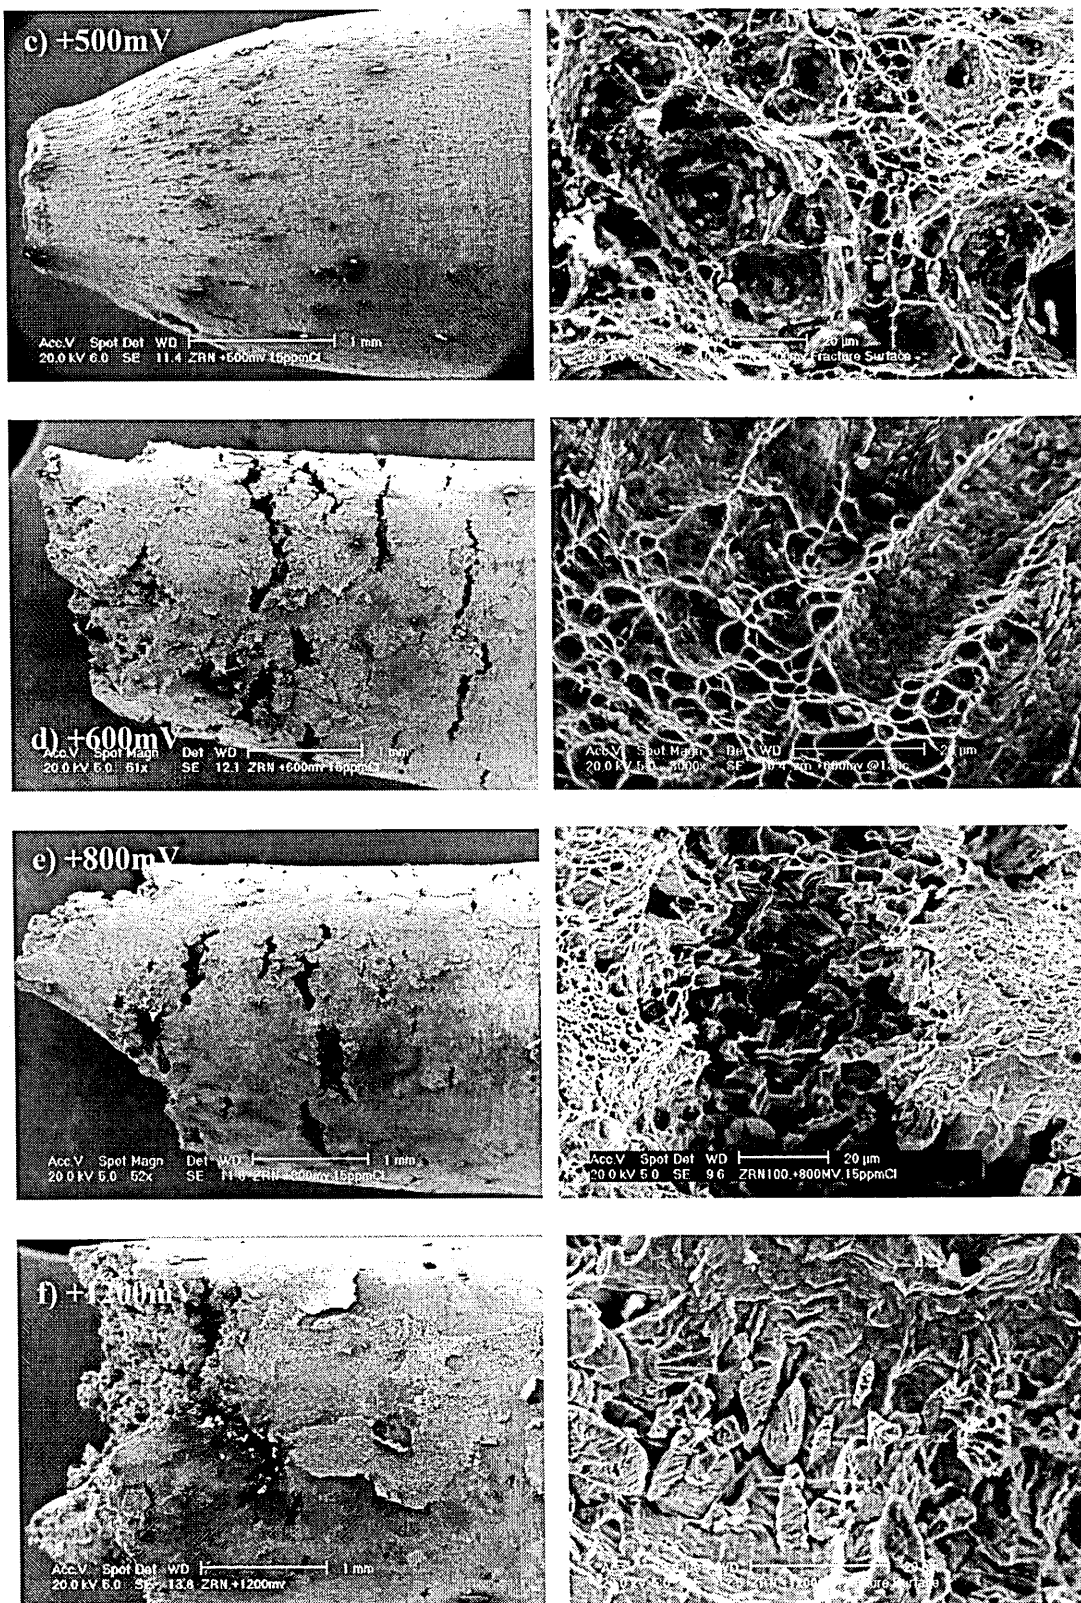 c) +500mV
Acc.V Spot Det WD 1 mm
20.0 kV 6.0 SE 11.4 ZRN +500mv 15ppmCl
20 µm
Fracture Surface
d) +600mV
Acc.V Spot Magn Det WD 1 mm
20.0 kV 5.0 51x SE 12.1 ZRN +600mv 15ppmCl
Acc.V Spot Magn Det WD 20 µm
20.0 kV 5.0 3000x SE 10.4
e) +800mV
Acc.V Spot Magn Det WD 1 mm
20.0 kV 5.0 52x SE
Acc.V Spot Det WD 20 µm
20.0 kV 5.0 SE 9.6 ZRN100.+800MV.15ppmCl
f) +1200mV
Acc.V Spot Det WD 1 mm
20.0 kV 6.0 SE 13.8 ZRN +1200mv